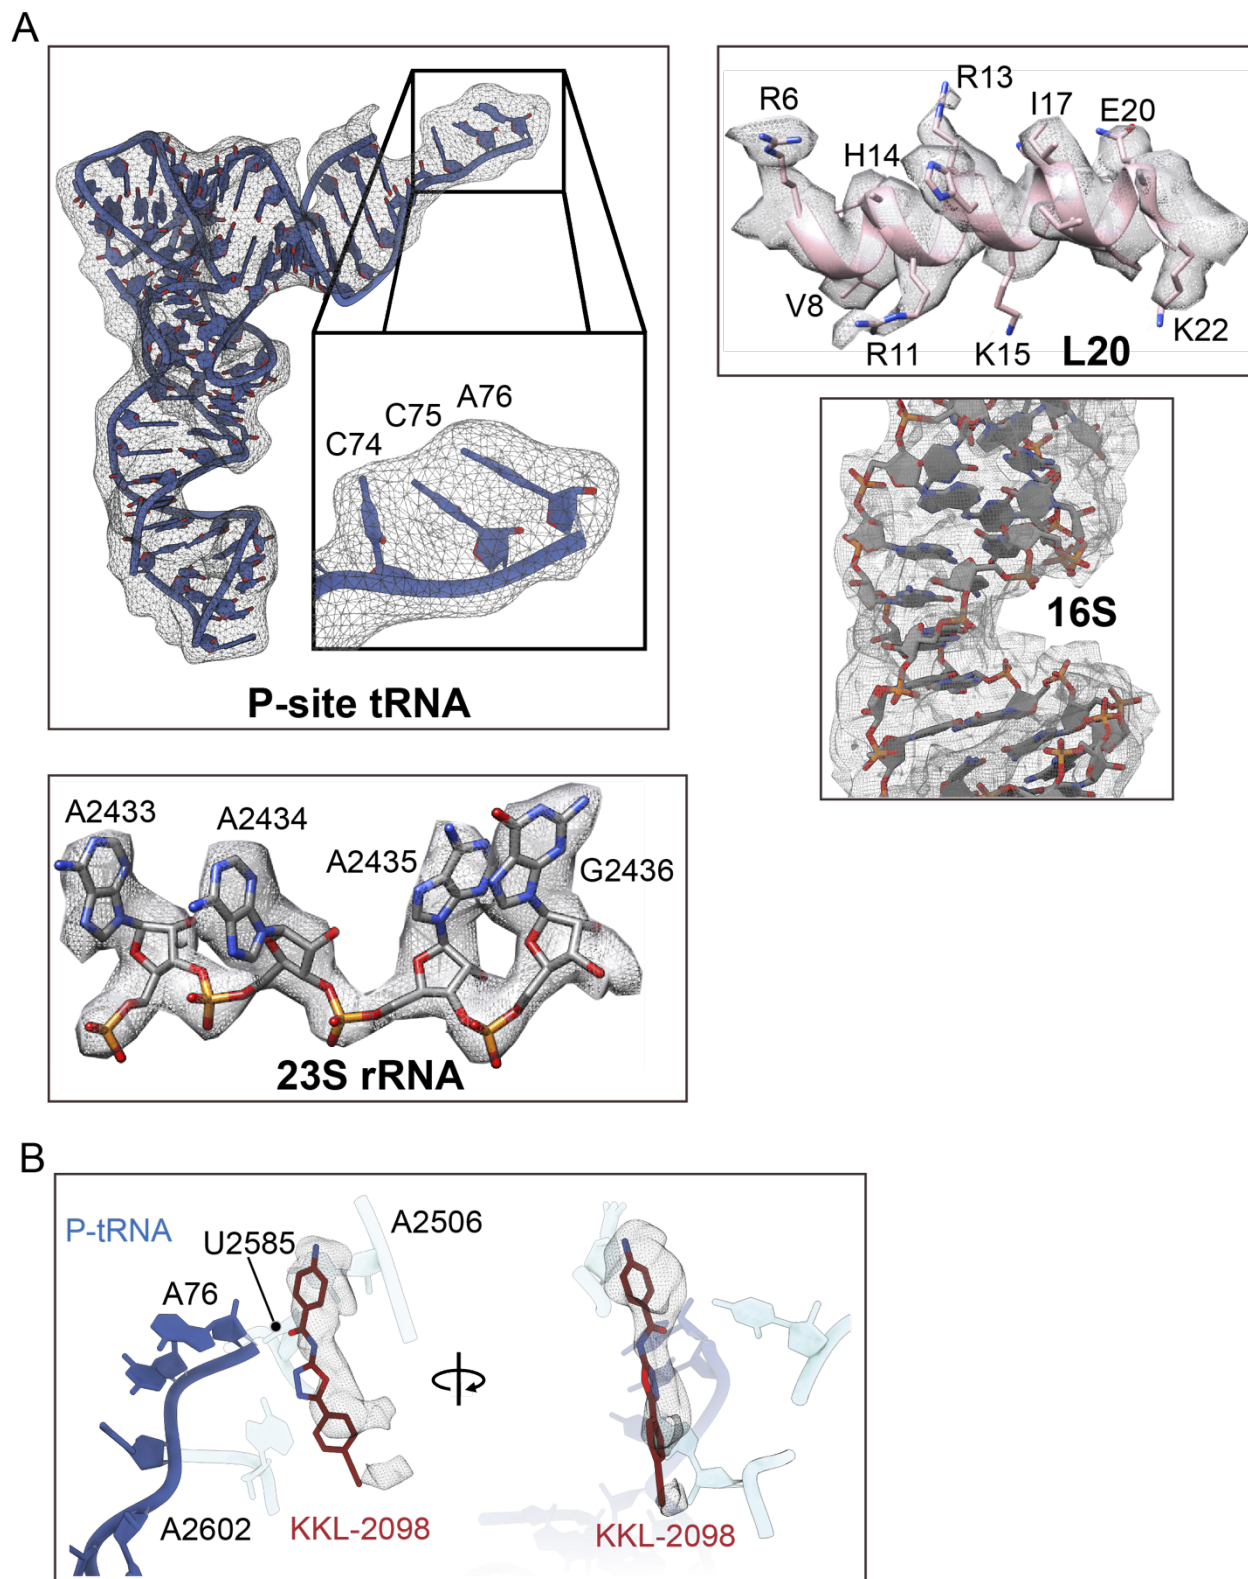 A
C74
C75
A76
P-site tRNA
R6
R13
I17
E20
H14
V8
R11
K15
L20
K22
16S
A2433
A2434
A2435
G2436
23S rRNA
B
P-tRNA
U2585
A2506
A76
A2602
KKL-2098
KKL-2098